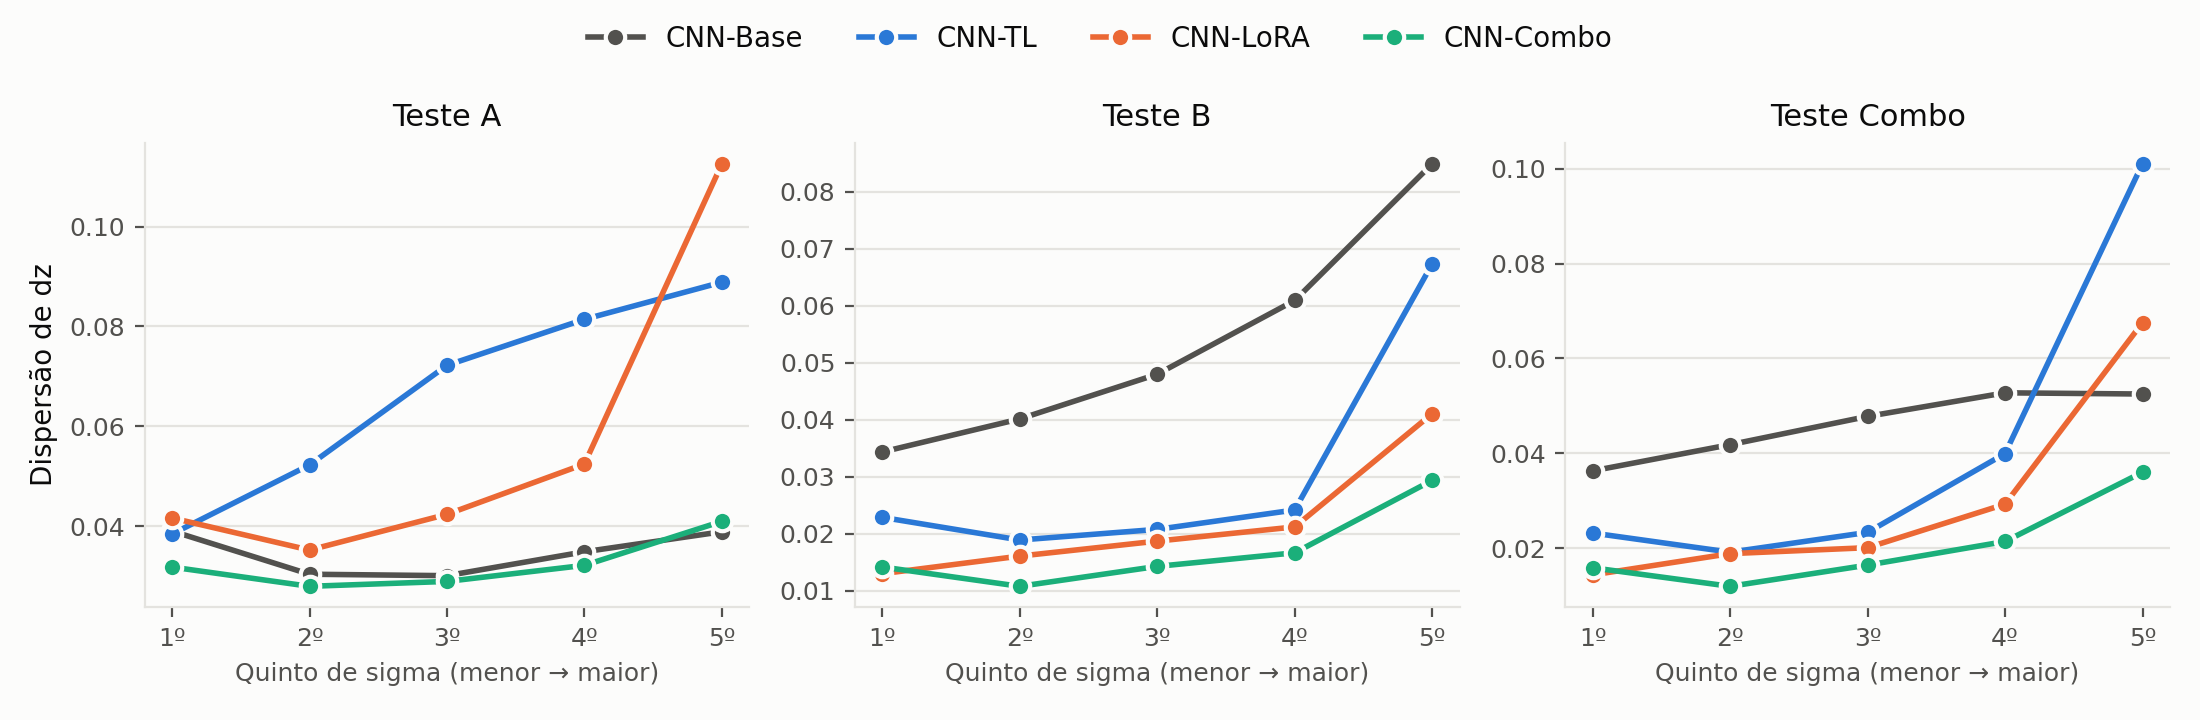 CNN-Base CNN-TL CNN-LoRA CNN-Combo
Teste A
Dispersão de dz
0.10
0.08
0.06
0.04
1º 2º 3º 4º 5º
Quinto de sigma (menor → maior)
Teste B
0.08
0.07
0.06
0.05
0.04
0.03
0.02
0.01
1º 2º 3º 4º 5º
Quinto de sigma (menor → maior)
Teste Combo
0.10
0.08
0.06
0.04
0.02
1º 2º 3º 4º 5º
Quinto de sigma (menor → maior)